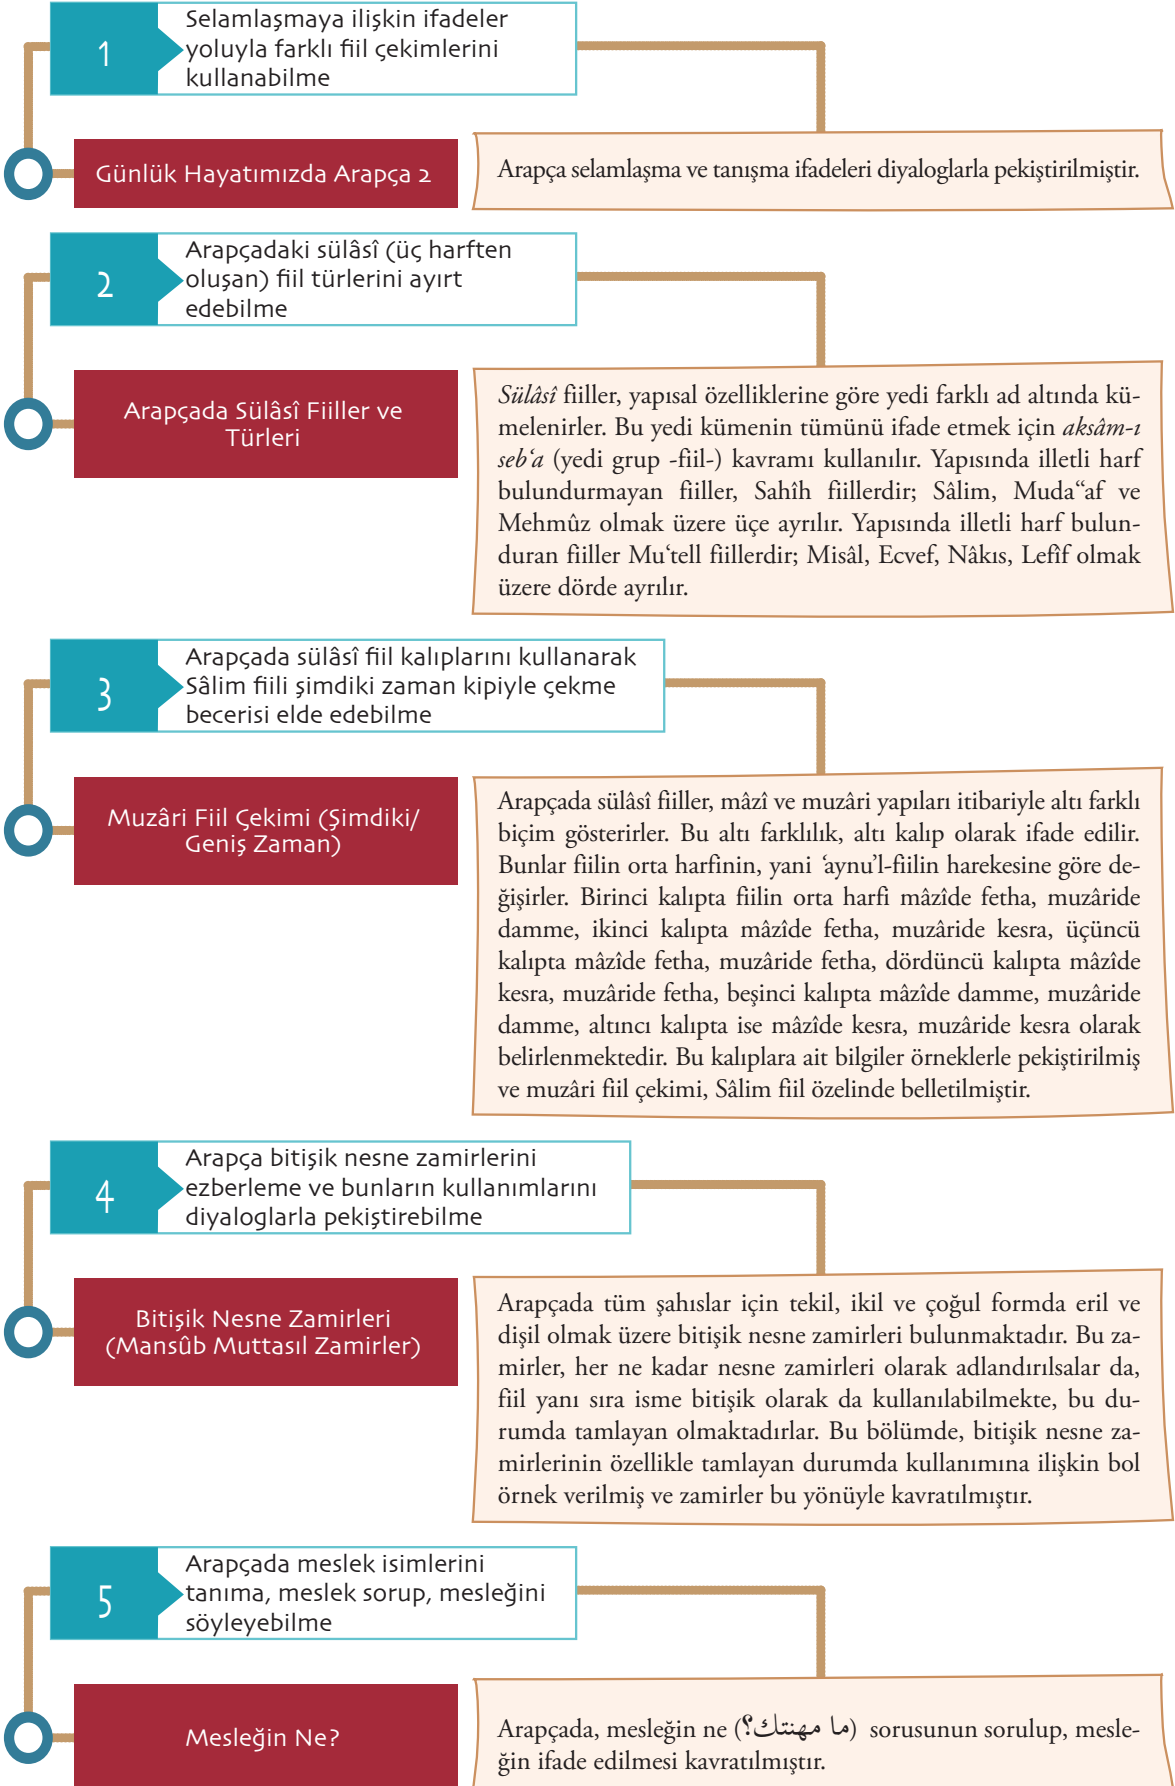 1
Selamlaşmaya ilişkin ifadeler
yoluyla farklı fiil çekimlerini
kullanabilme
Günlük Hayatımızda Arapça 2
Arapça selamlaşma ve tanışma ifadeleri diyaloglarla pekiştirilmiştir.
2
Arapçadaki sülâsî (üç harften
oluşan) fiil türlerini ayırt
edebilme
Arapçada Sülâsî Fiiller ve
Türleri
Sülâsî fiiller, yapısal özelliklerine göre yedi farklı ad altında kü-
melenirler. Bu yedi kümenin tümünü ifade etmek için aksâm-ı
seb‘a (yedi grup -fiil-) kavramı kullanılır. Yapısında illetli harf
bulundurmayan fiiller, Sahîh fiillerdir; Sâlim, Muda“af ve
Mehmûz olmak üzere üçe ayrılır. Yapısında illetli harf bulun-
duran fiiller Mu‘tell fiillerdir; Misâl, Ecvef, Nâkıs, Lefîf olmak
üzere dörde ayrılır.
3
Arapçada sülâsî fiil kalıplarını kullanarak
Sâlim fiili şimdiki zaman kipiyle çekme
becerisi elde edebilme
Muzâri Fiil Çekimi (Şimdiki/
Geniş Zaman)
Arapçada sülâsî fiiller, mâzî ve muzâri yapıları itibariyle altı farklı
biçim gösterirler. Bu altı farklılık, altı kalıp olarak ifade edilir.
Bunlar fiilin orta harfinin, yani ‘aynu’l-fiilin harekesine göre de-
ğişirler. Birinci kalıpta fiilin orta harfi mâzîde fetha, muzâride
damme, ikinci kalıpta mâzîde fetha, muzâride kesra, üçüncü
kalıpta mâzîde fetha, muzâride fetha, dördüncü kalıpta mâzîde
kesra, muzâride fetha, beşinci kalıpta mâzîde damme, muzâride
damme, altıncı kalıpta ise mâzîde kesra, muzâride kesra olarak
belirlenmektedir. Bu kalıplara ait bilgiler örneklerle pekiştirilmiş
ve muzâri fiil çekimi, Sâlim fiil özelinde belletilmiştir.
4
Arapça bitişik nesne zamirlerini
ezberleme ve bunların kullanımlarını
diyaloglarla pekiştirebilme
Bitişik Nesne Zamirleri
(Mansûb Muttasıl Zamirler)
Arapçada tüm şahıslar için tekil, ikil ve çoğul formda eril ve
dişil olmak üzere bitişik nesne zamirleri bulunmaktadır. Bu za-
mirler, her ne kadar nesne zamirleri olarak adlandırılsalar da,
fiil yanı sıra isme bitişik olarak da kullanılabilmekte, bu du-
rumda tamlayan olmaktadırlar. Bu bölümde, bitişik nesne za-
mirlerinin özellikle tamlayan durumda kullanımına ilişkin bol
örnek verilmiş ve zamirler bu yönüyle kavratılmıştır.
5
Arapçada meslek isimlerini
tanıma, meslek sorup, mesleğini
söyleyebilme
Mesleğin Ne?
Arapçada, mesleğin ne (ما مهنتك؟) sorusunun sorulup, mesle-
ğin ifade edilmesi kavratılmıştır.